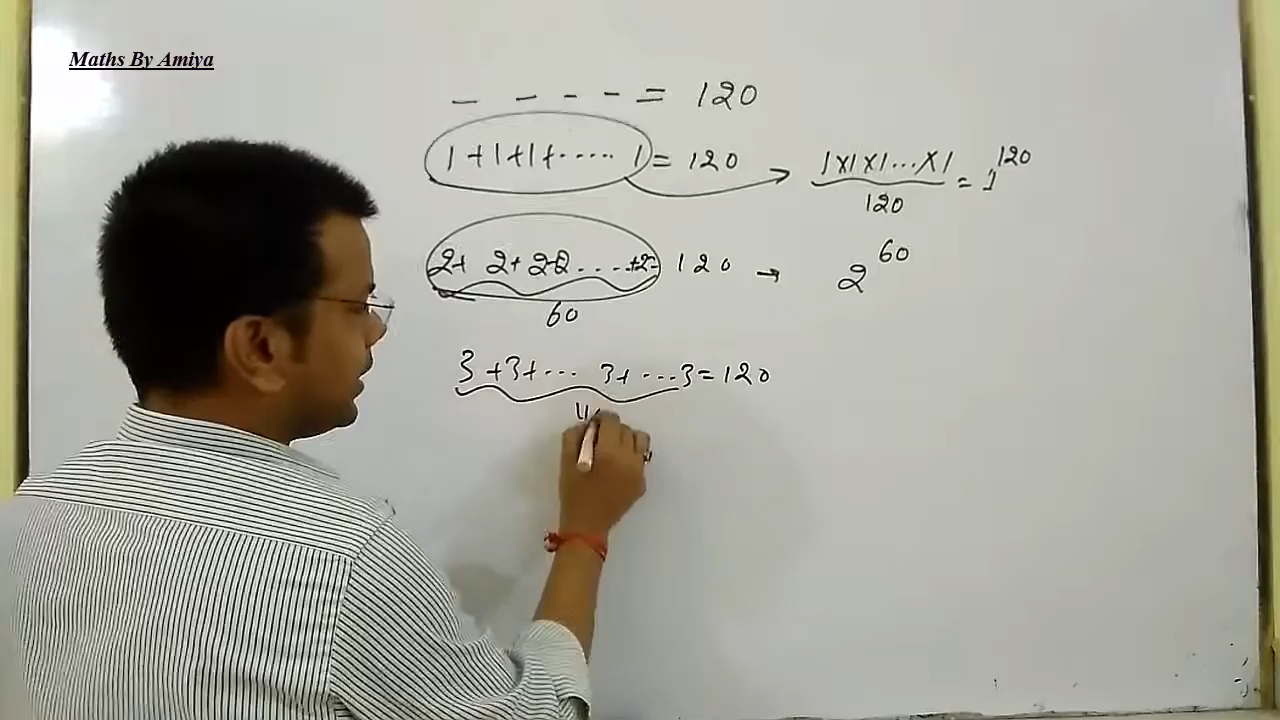 Maths By Amiya
_ _ _ _ = 120
1+1+1+..... 1 = 120 → 1x1x1...x1 = 1^120
120
2+ 2+ 2+2....+2= 120 → 2^60
60
3+3+... 3+ ...3=120